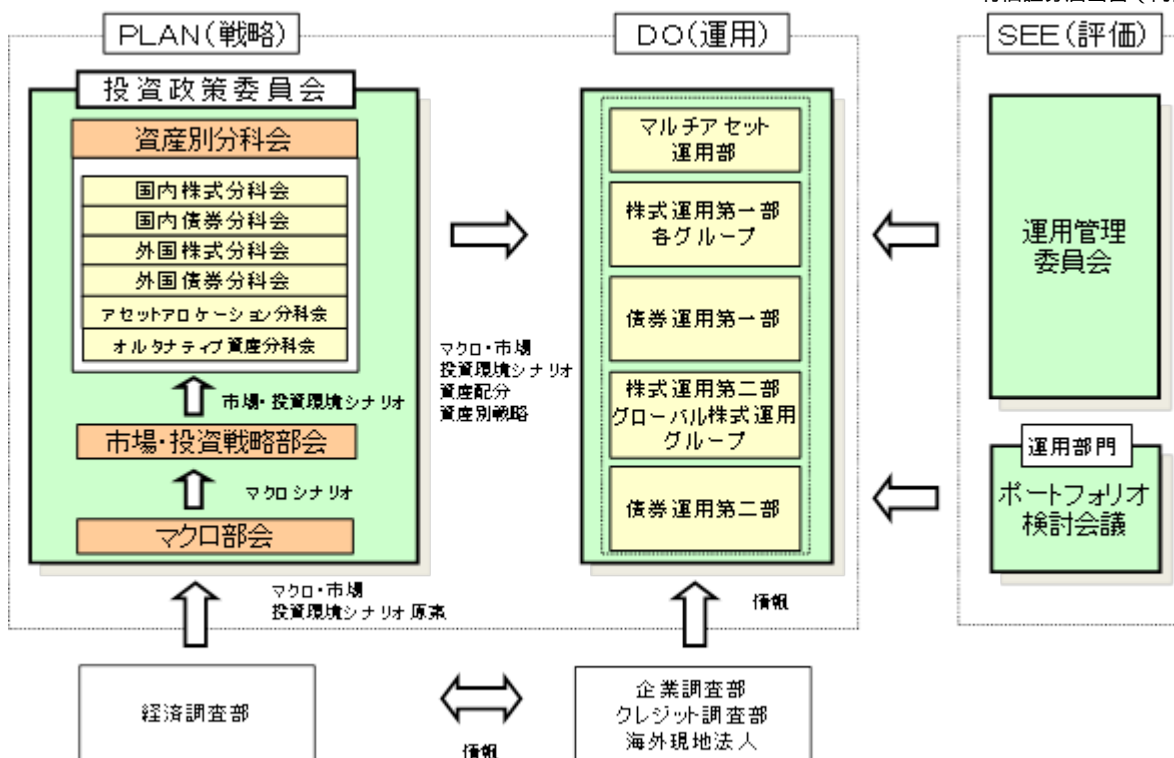 PLAN(戦略)
投資政策委員会
資産別分科会
国内株式分科会
国内債券分科会
外国株式分科会
外国債券分科会
アセットアロケーション分科会
オルタナティブ資産分科会
市場・投資環境シナリオ
市場・投資戦略部会
マクロシナリオ
マクロ部会
マクロ・市場
投資環境シナリオ原案
経済調査部
マクロ・市場
投資環境シナリオ
資産配分
資産別戦略
DO(運用)
マルチアセット
運用部
株式運用第一部
各グループ
債券運用第一部
株式運用第二部
グローバル株式運用
グループ
債券運用第二部
情報
情報
企業調査部
クレジット調査部
海外現地法人
SEE(評価)
運用管理
委員会
運用部門
ポートフォリオ
検討会議